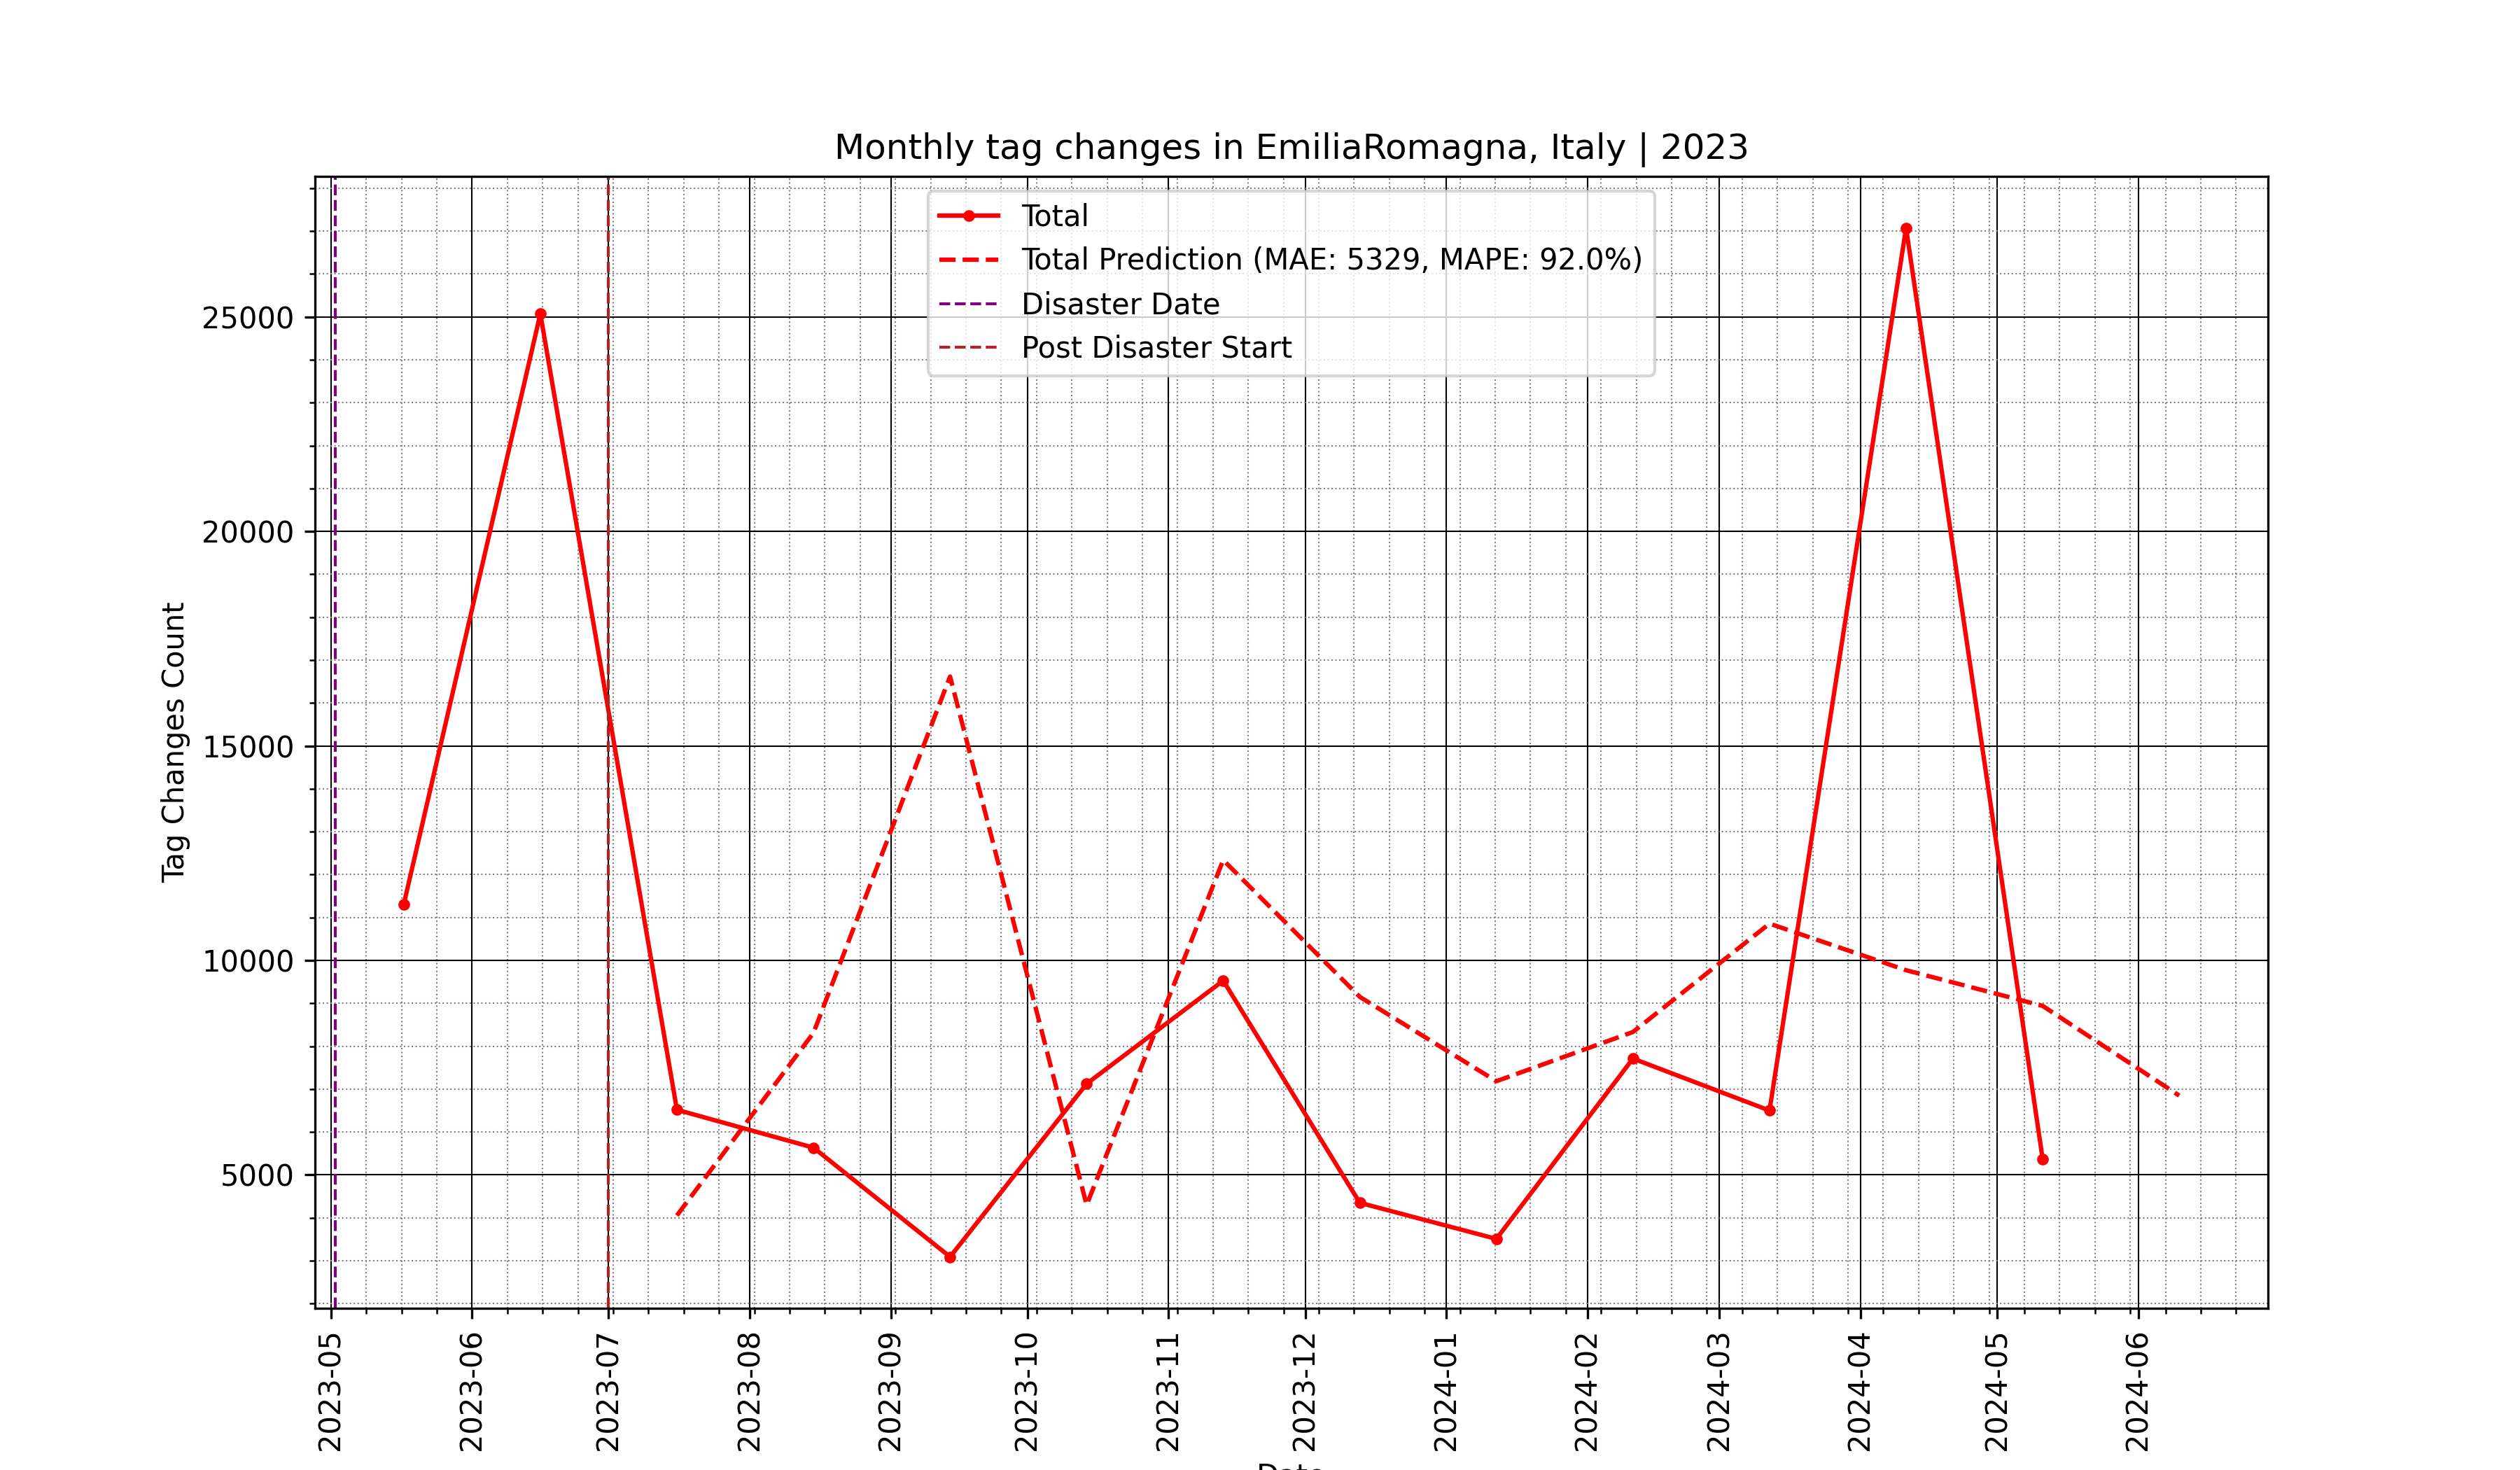 Monthly tag changes in EmiliaRomagna, Italy | 2023
Total
Total Prediction (MAE: 5329, MAPE: 92.0%)
Disaster Date
Post Disaster Start
Tag Changes Count
25000
20000
15000
10000
5000
2023-05
2023-06
2023-07
2023-08
2023-09
2023-10
2023-11
2023-12
2024-01
2024-02
2024-03
2024-04
2024-05
2024-06
Date